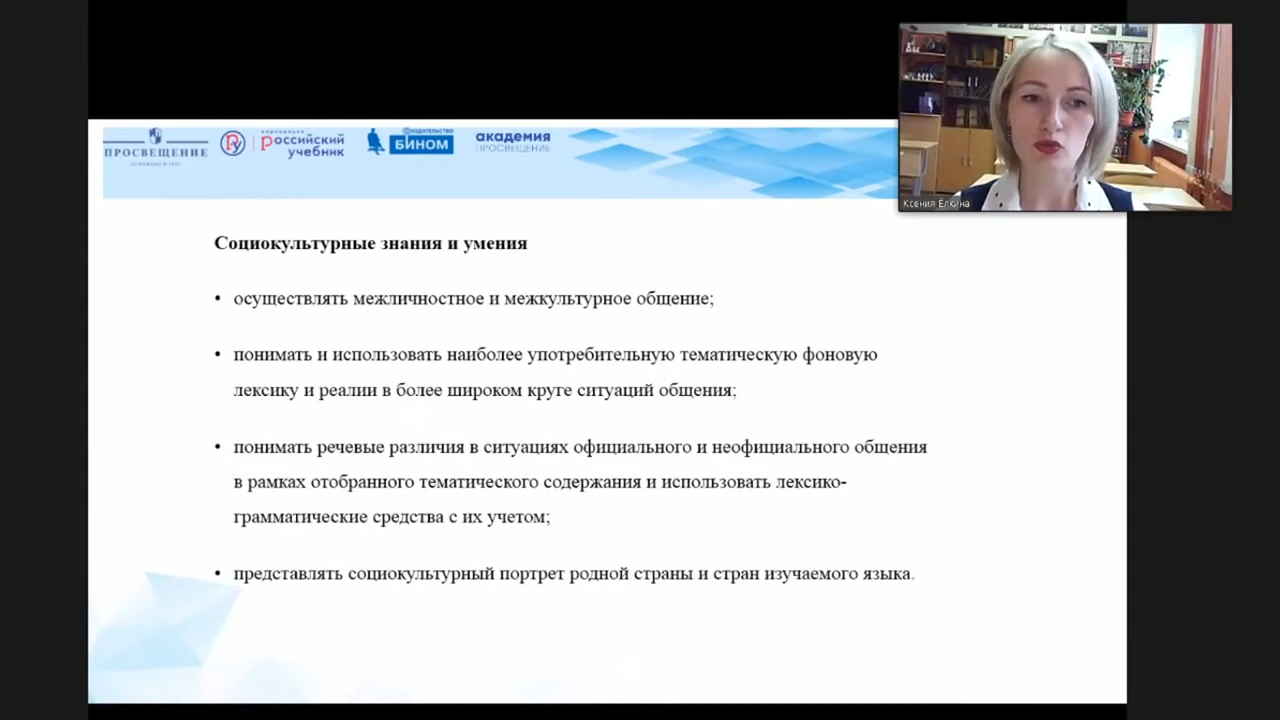 ПРОСВЕЩЕНИЕ
корпорация
российский
учебник
ИЗДАТЕЛЬСТВО
БИНОМ
академия
ПРОСВЕЩЕНИЕ
Ксения Ёлкина
Социокультурные знания и умения
• осуществлять межличностное и межкультурное общение;
• понимать и использовать наиболее употребительную тематическую фоновую
лексику и реалии в более широком круге ситуаций общения;
• понимать речевые различия в ситуациях официального и неофициального общения
в рамках отобранного тематического содержания и использовать лексико-
грамматические средства с их учетом;
• представлять социокультурный портрет родной страны и стран изучаемого языка.